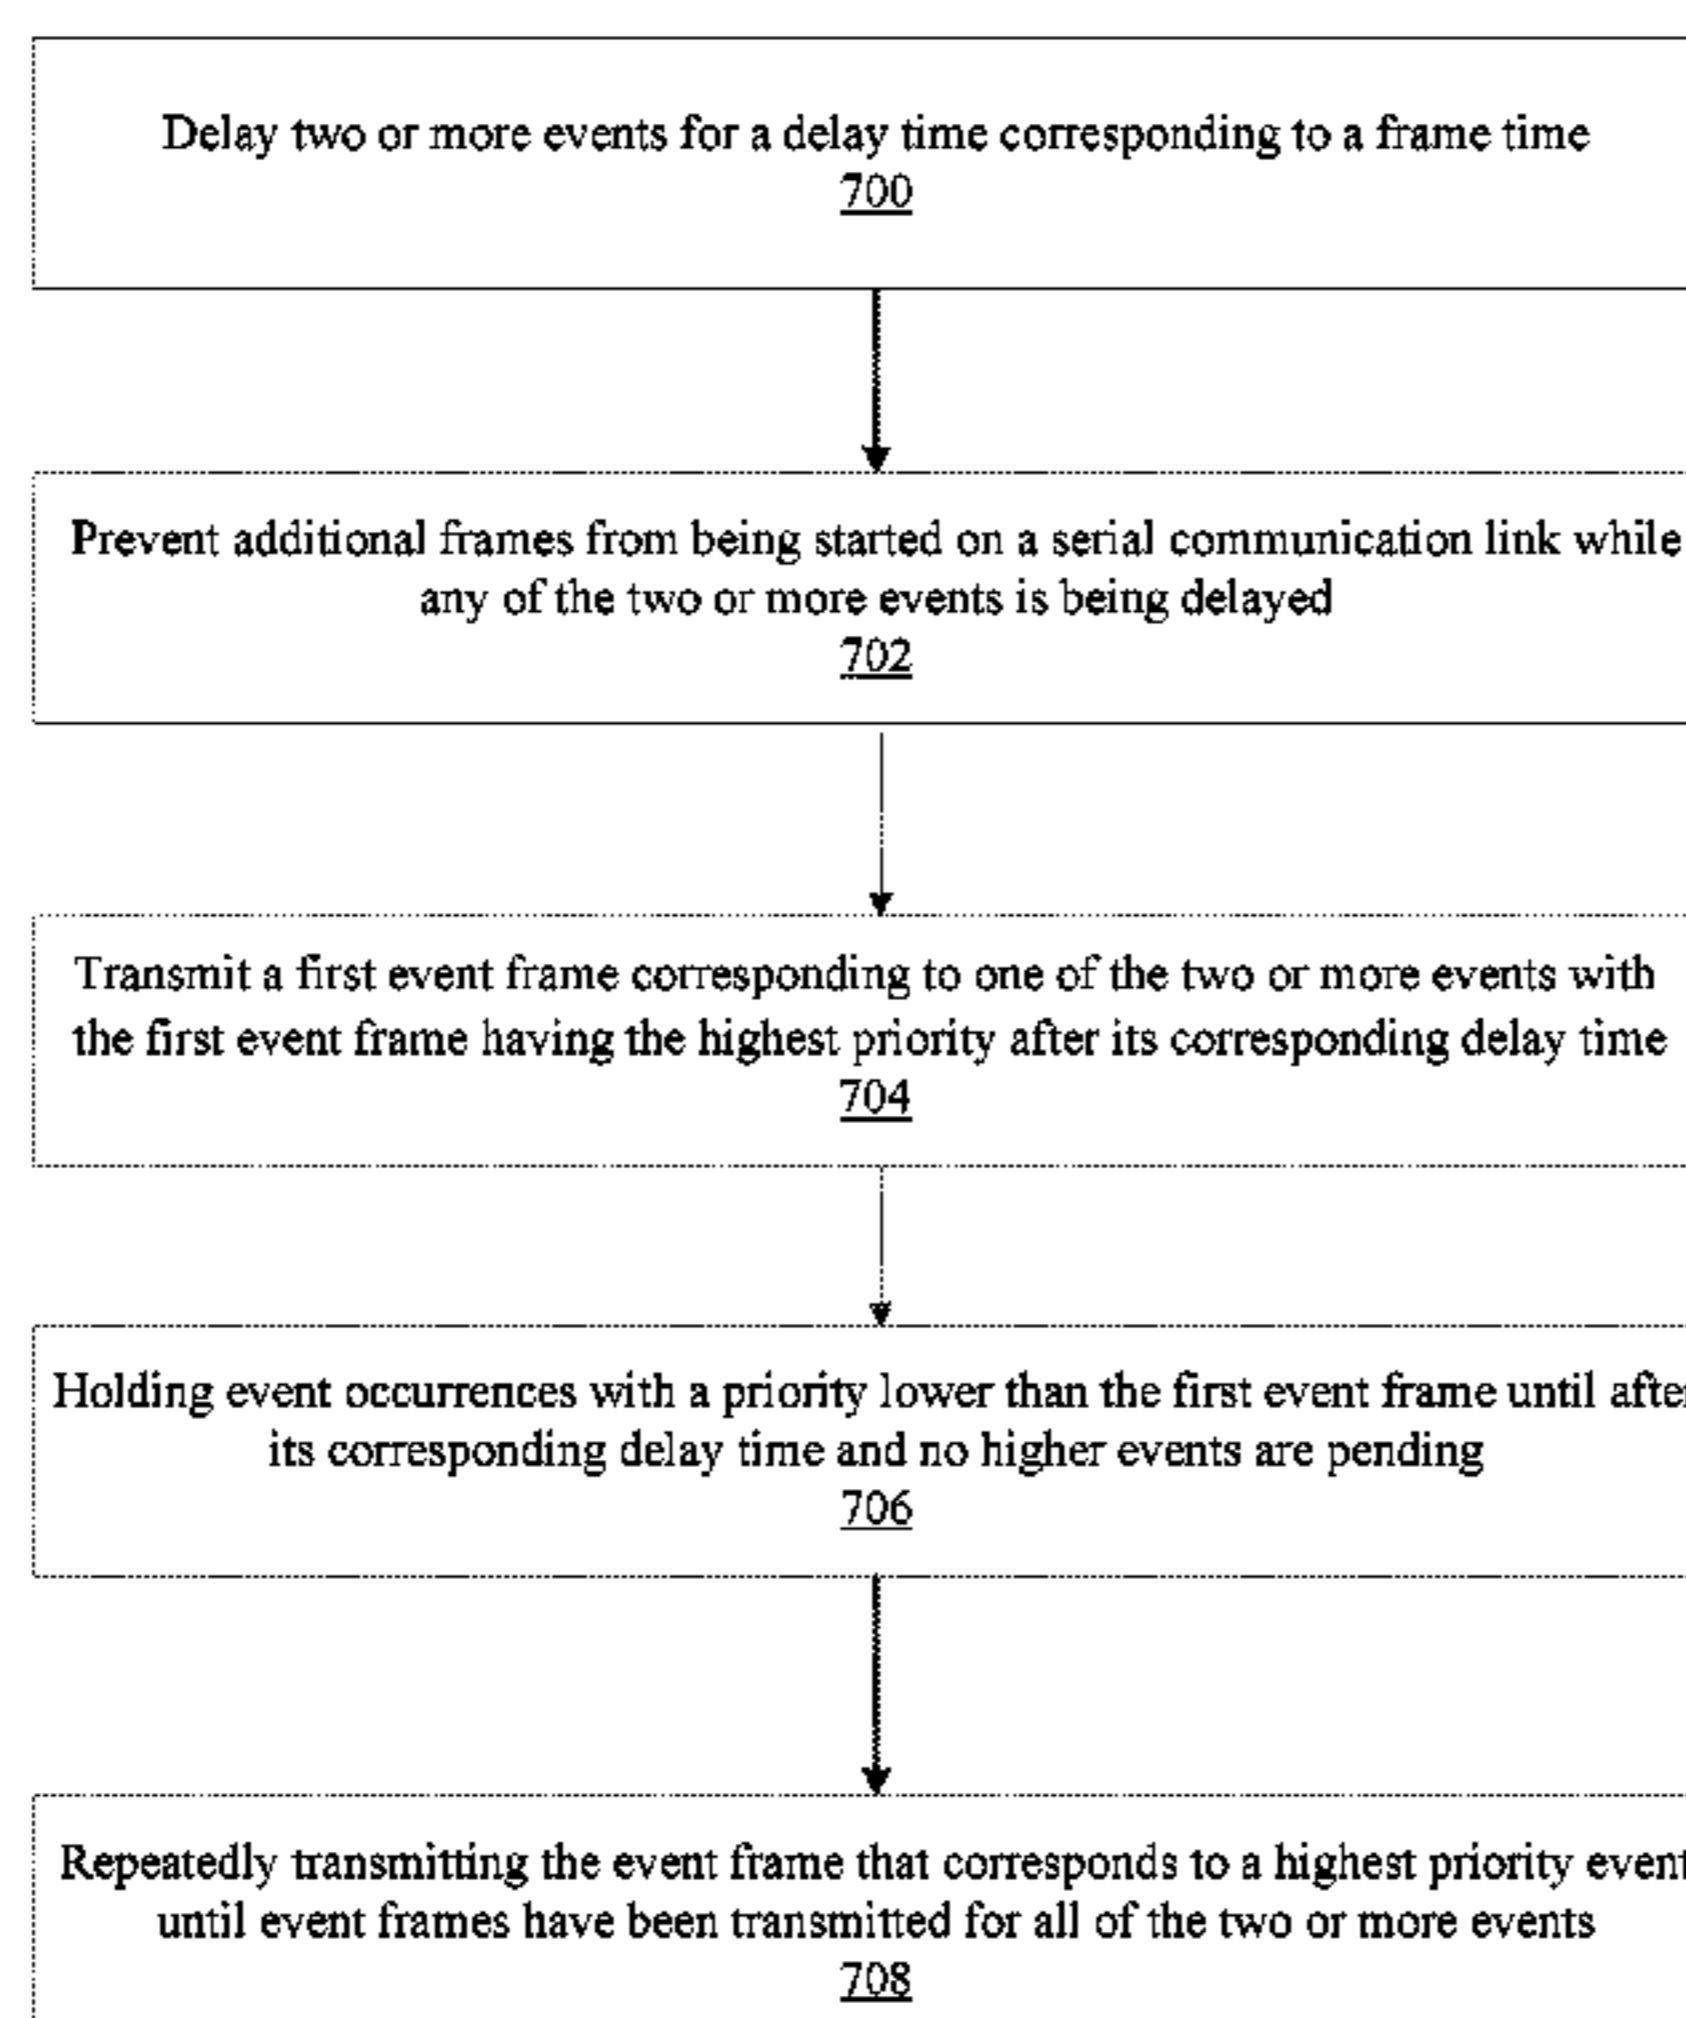 Delay two or more events for a delay time corresponding to a frame time
700
Prevent additional frames from being started on a serial communication link while
any of the two or more events is being delayed
702
Transmit a first event frame corresponding to one of the two or more events with
the first event frame having the highest priority after its corresponding delay time
704
Holding event occurrences with a priority lower than the first event frame until after
its corresponding delay time and no higher events are pending
706
Repeatedly transmitting the event frame that corresponds to a highest priority event
until event frames have been transmitted for all of the two or more events
708